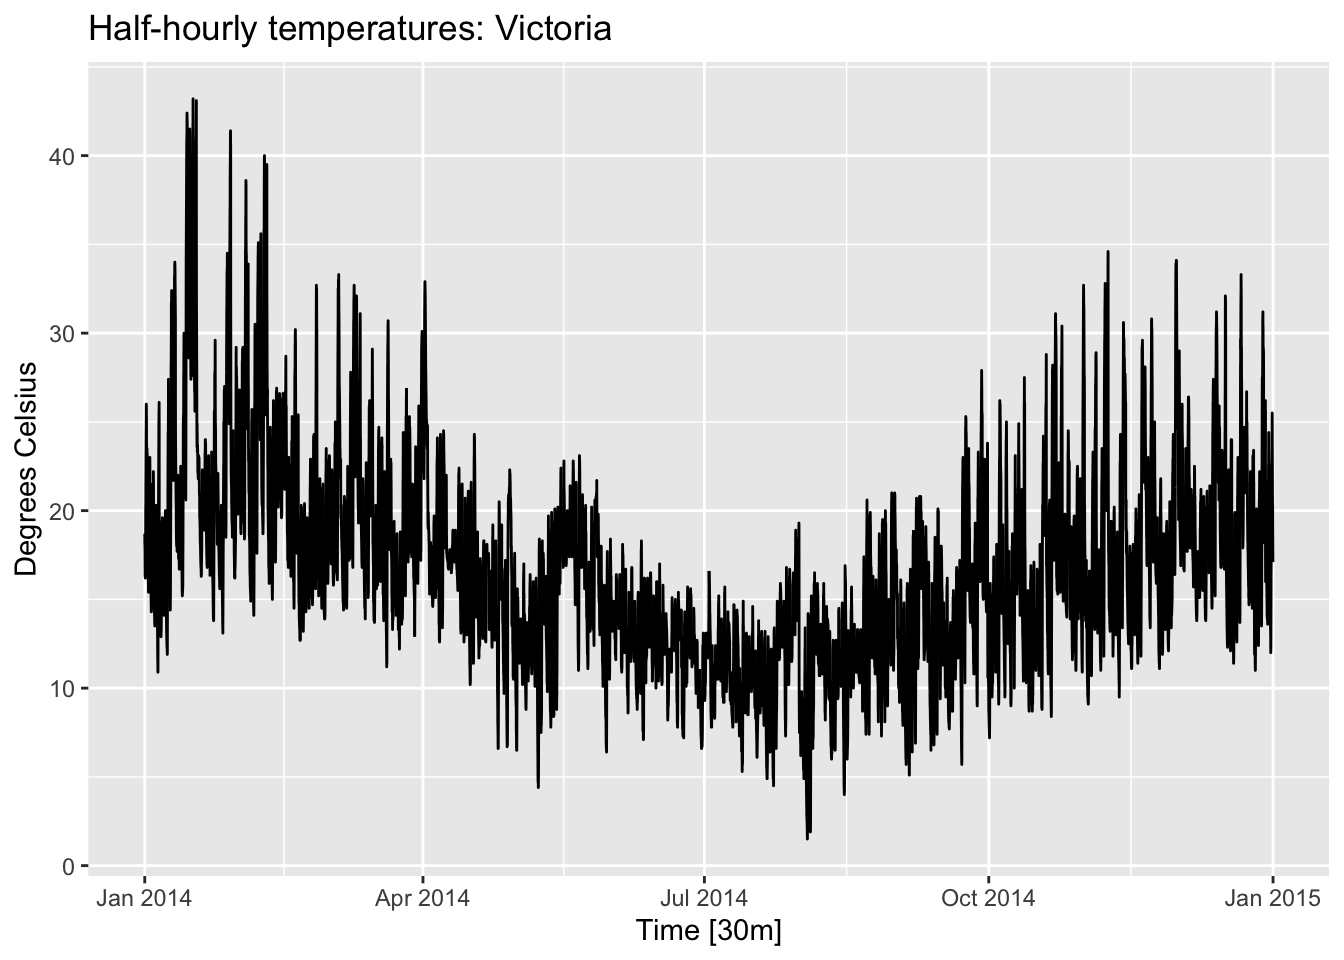 Half-hourly temperatures: Victoria
Degrees Celsius
40
30
20
10
0
Jan 2014
Apr 2014
Jul 2014
Oct 2014
Jan 2015
Time [30m]